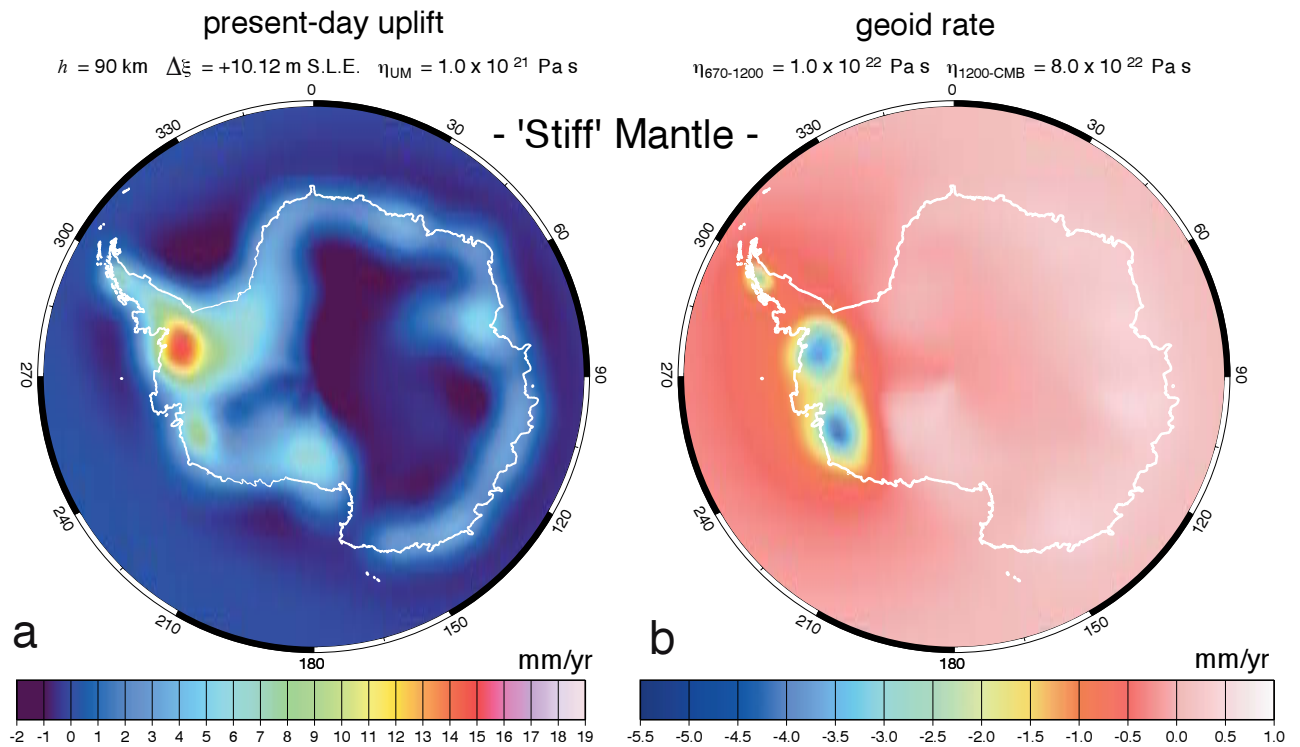 present-day uplift
geoid rate
h = 90 km Δξ = +10.12 m S.L.E. ηUM = 1.0 x 10 21 Pa s
η670-1200 = 1.0 x 10 22 Pa s η1200-CMB = 8.0 x 10 22 Pa s
- 'Stiff' Mantle -
0
30
60
90
120
150
180
210
240
270
300
330
0
30
60
90
120
150
180
210
240
270
300
330
a
mm/yr
-2 -1 0 1 2 3 4 5 6 7 8 9 10 11 12 13 14 15 16 17 18 19
b
mm/yr
-5.5 -5.0 -4.5 -4.0 -3.5 -3.0 -2.5 -2.0 -1.5 -1.0 -0.5 0.0 0.5 1.0